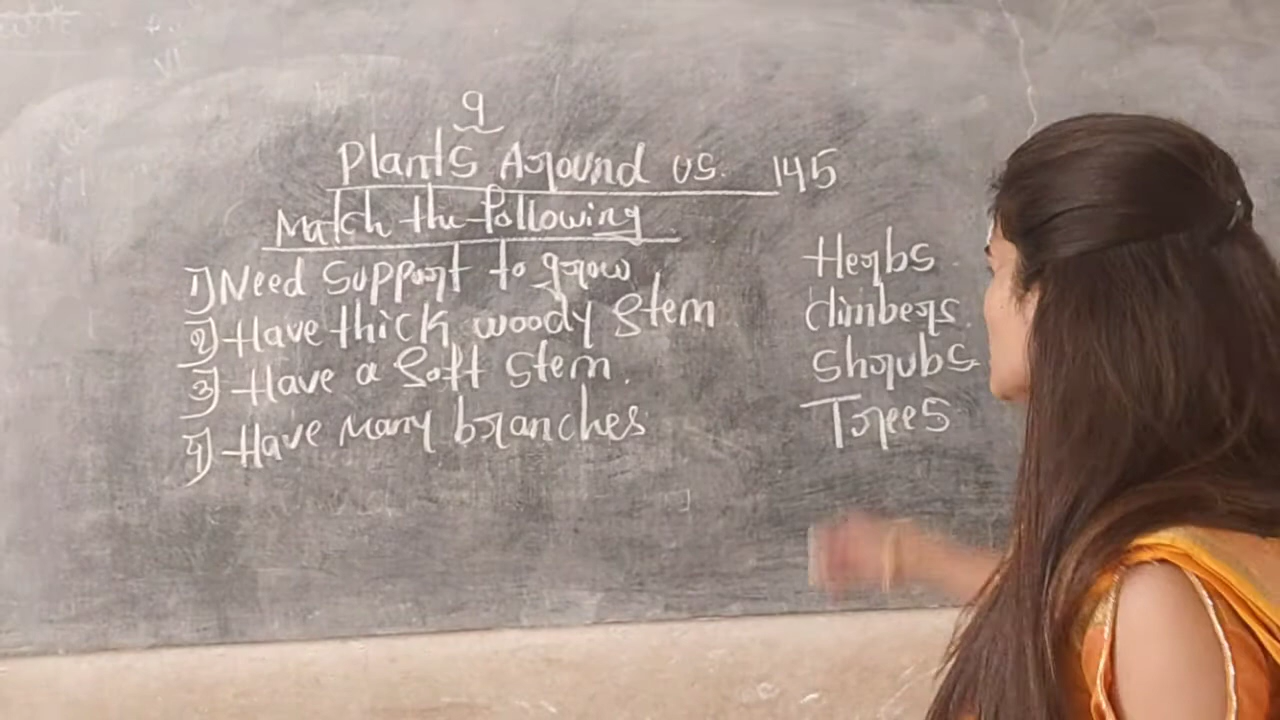 9
Plants Around us. 145
Match the following
1) Need Support to grow
Herbs
2) Have thick woody Stem
climbers.
3) Have a Soft Stem.
Shrubs
4) Have Many branches
Trees